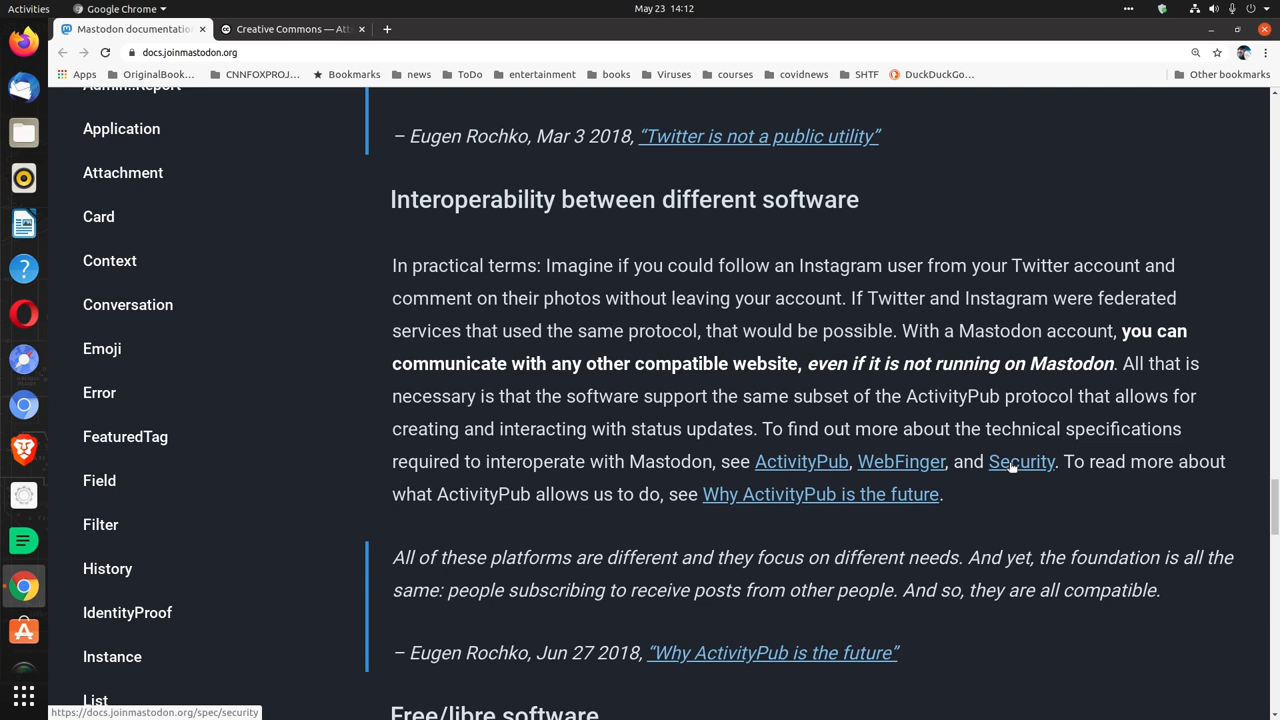 Activities
Google Chrome
May 23 14:12
Mastodon documentatio
Creative Commons — Att
docs.joinmastodon.org
Apps
OriginalBook...
CNNFOXPROJ...
Bookmarks
news
ToDo
entertainment
books
Viruses
courses
covidnews
SHTF
DuckDuckGo...
Other bookmarks
Admin::Report
Application
Attachment
Card
Context
Conversation
Emoji
Error
FeaturedTag
Field
Filter
History
IdentityProof
Instance
List
– Eugen Rochko, Mar 3 2018, “Twitter is not a public utility”
Interoperability between different software
In practical terms: Imagine if you could follow an Instagram user from your Twitter account and
comment on their photos without leaving your account. If Twitter and Instagram were federated
services that used the same protocol, that would be possible. With a Mastodon account, you can
communicate with any other compatible website, even if it is not running on Mastodon. All that is
necessary is that the software support the same subset of the ActivityPub protocol that allows for
creating and interacting with status updates. To find out more about the technical specifications
required to interoperate with Mastodon, see ActivityPub, WebFinger, and Security. To read more about
what ActivityPub allows us to do, see Why ActivityPub is the future.
All of these platforms are different and they focus on different needs. And yet, the foundation is all the
same: people subscribing to receive posts from other people. And so, they are all compatible.
– Eugen Rochko, Jun 27 2018, “Why ActivityPub is the future”
Free/libre software
https://docs.joinmastodon.org/spec/security